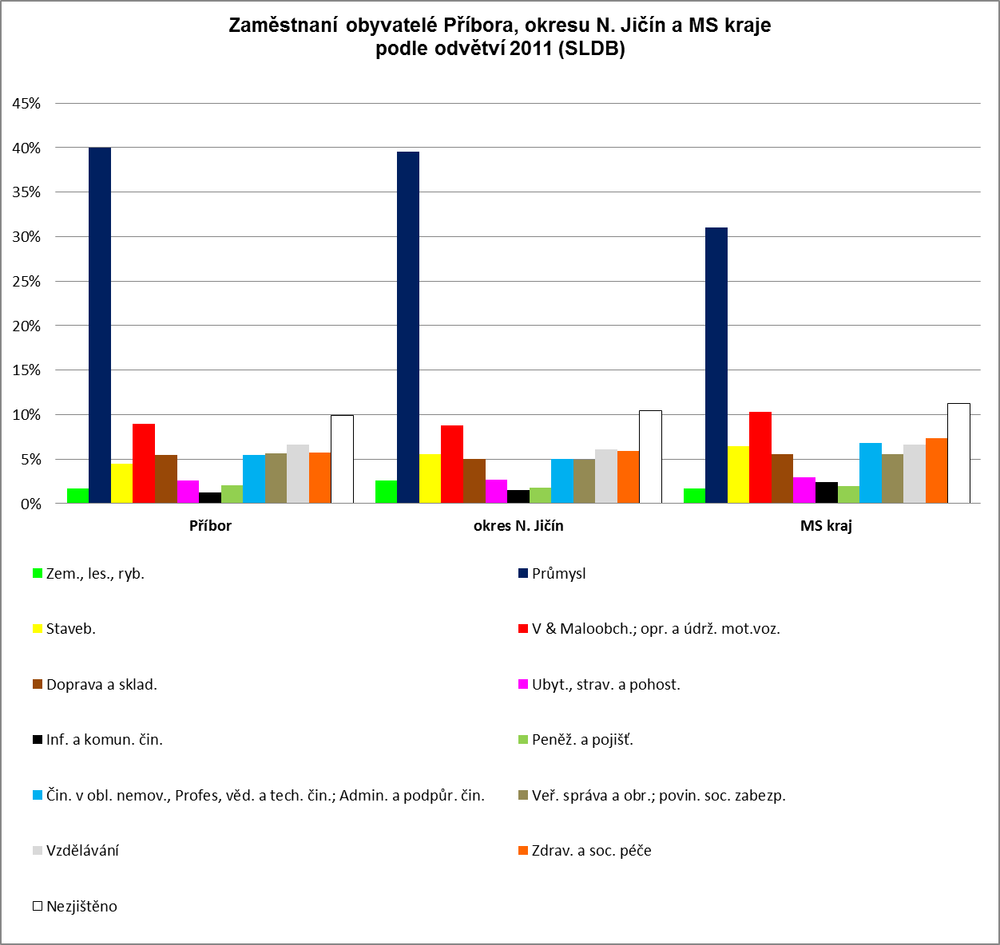 Zaměstnaní obyvatelé Příbora, okresu N. Jičín a MS kraje
podle odvětví 2011 (SLDB)
45%
40%
35%
30%
25%
20%
15%
10%
5%
0%
Příbor
okres N. Jičín
MS kraj
Zem., les., ryb.
Průmysl
Staveb.
V & Maloobch.; opr. a údrž. mot.voz.
Doprava a sklad.
Ubyt., strav. a pohost.
Inf. a komun. čin.
Peněž. a pojišť.
Čin. v obl. nemov., Profes, věd. a tech. čin.; Admin. a podpůr. čin.
Veř. správa a obr.; povin. soc. zabezp.
Vzdělávání
Zdrav. a soc. péče
Nezjištěno